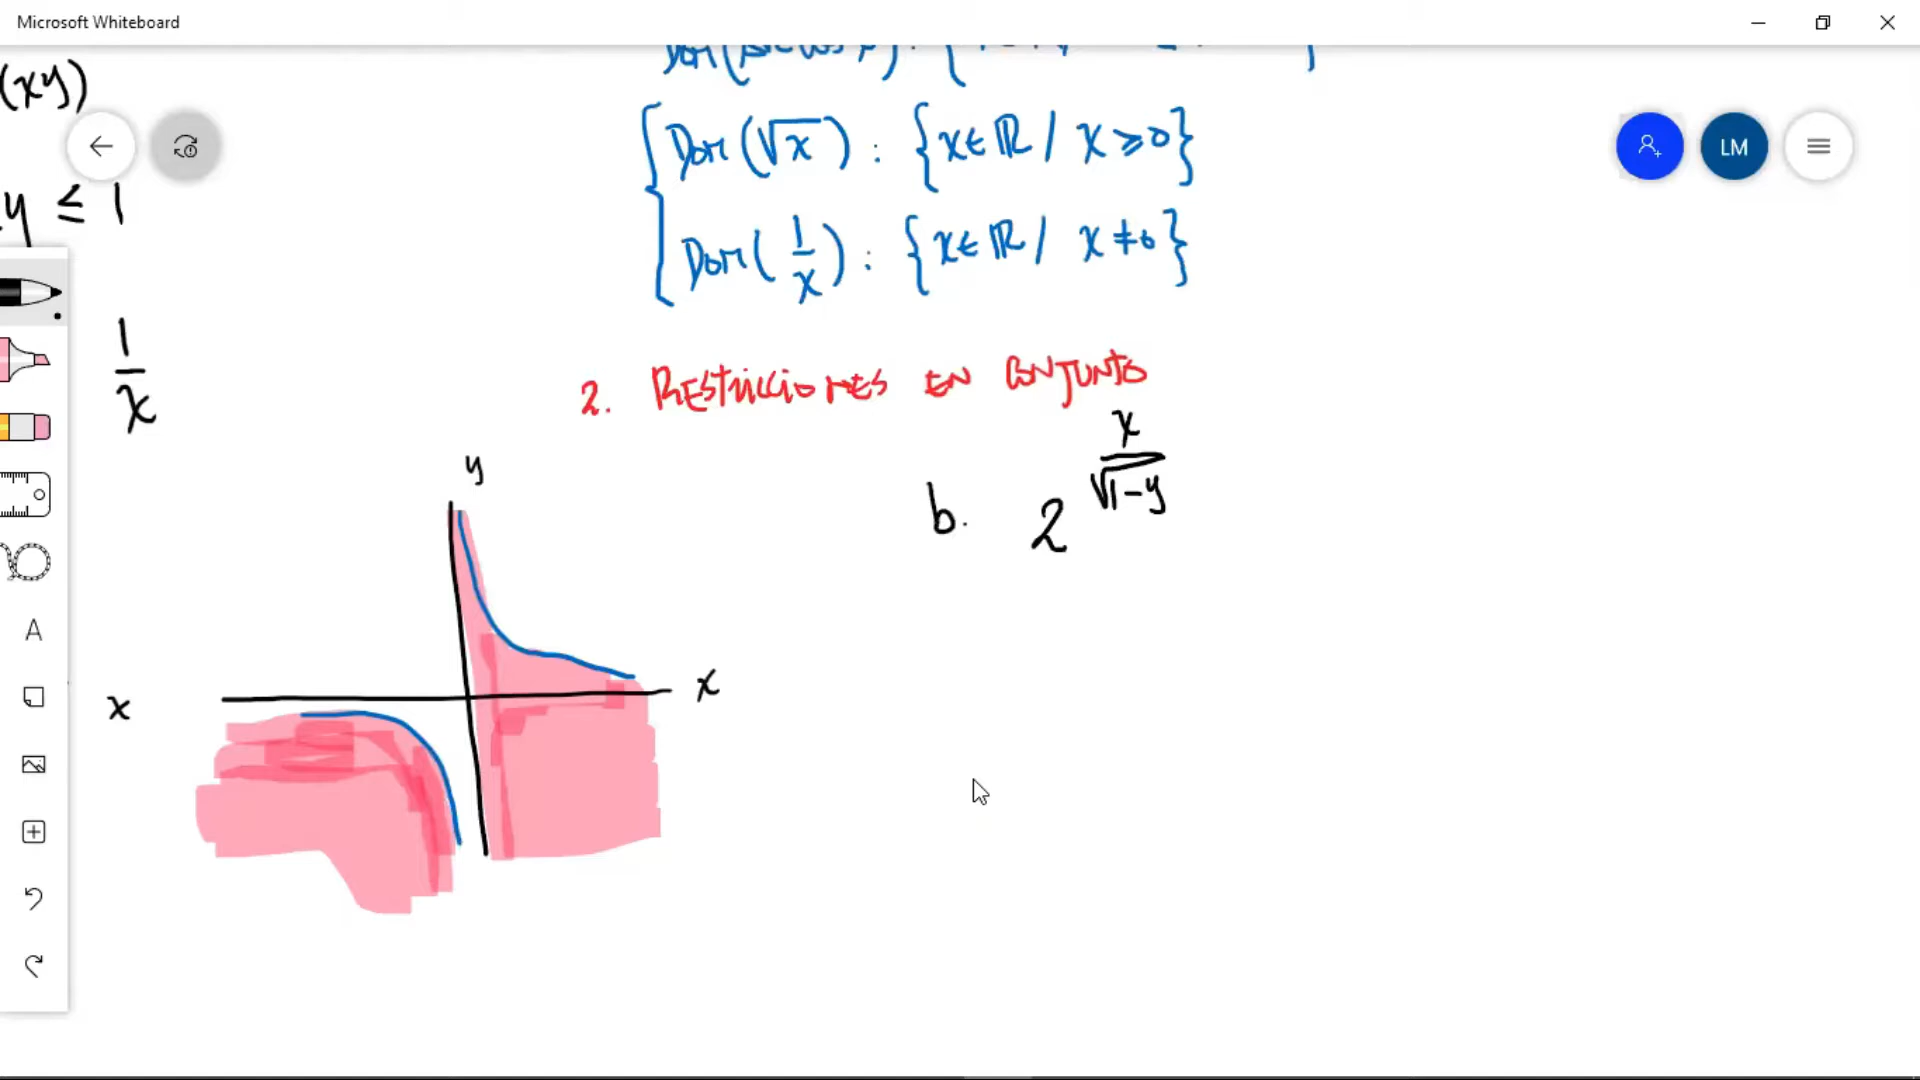 Microsoft Whiteboard
(xy)
y ≤ 1
1/x
x
Dom(√x) : {x∈ℝ / x ≥ 0}
Dom(1/x) : {x∈ℝ / x ≠ 0}
2. RESTRICCIONES EN CONJUNTO
b. 2^(x/√(1-y))
y
x
LM
A